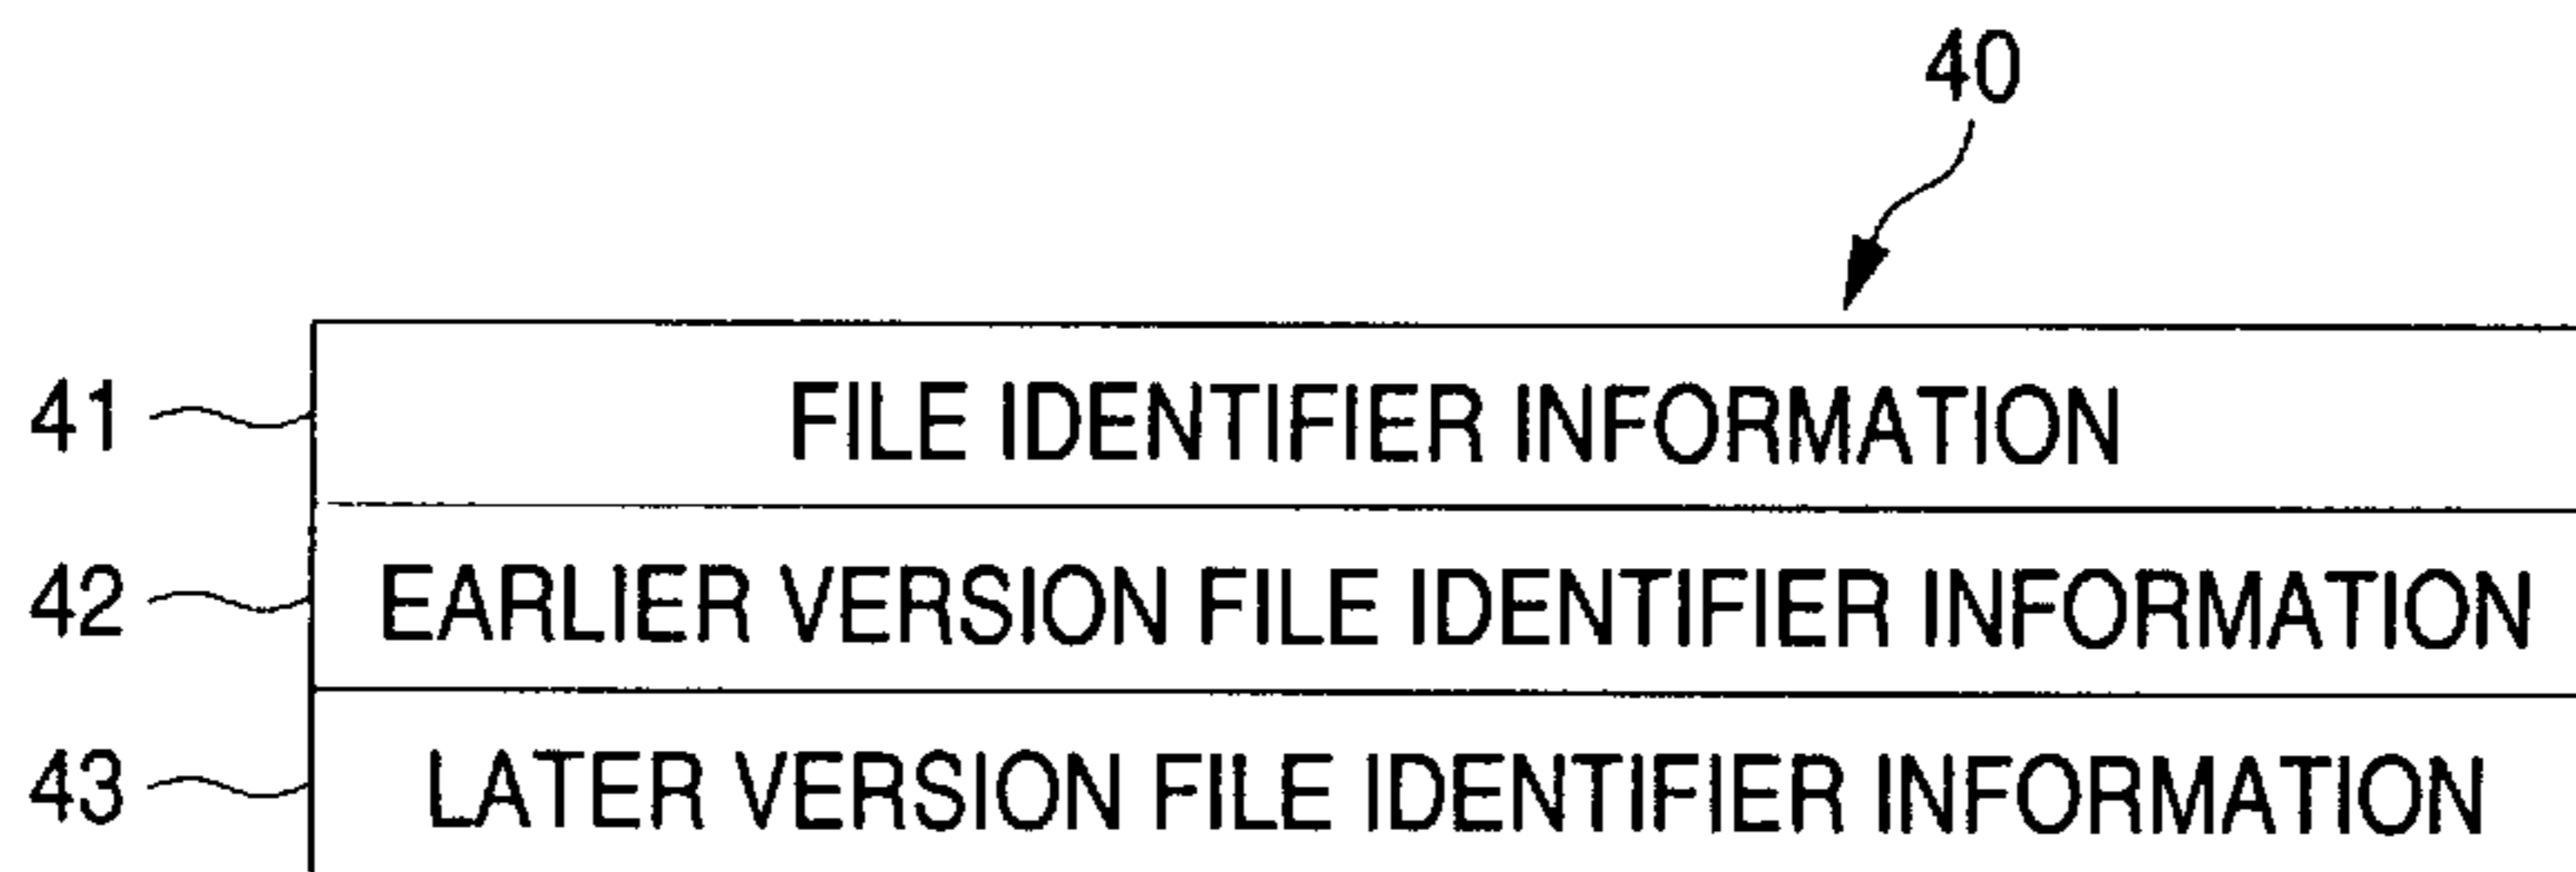 40
41 FILE IDENTIFIER INFORMATION
42 EARLIER VERSION FILE IDENTIFIER INFORMATION
43 LATER VERSION FILE IDENTIFIER INFORMATION